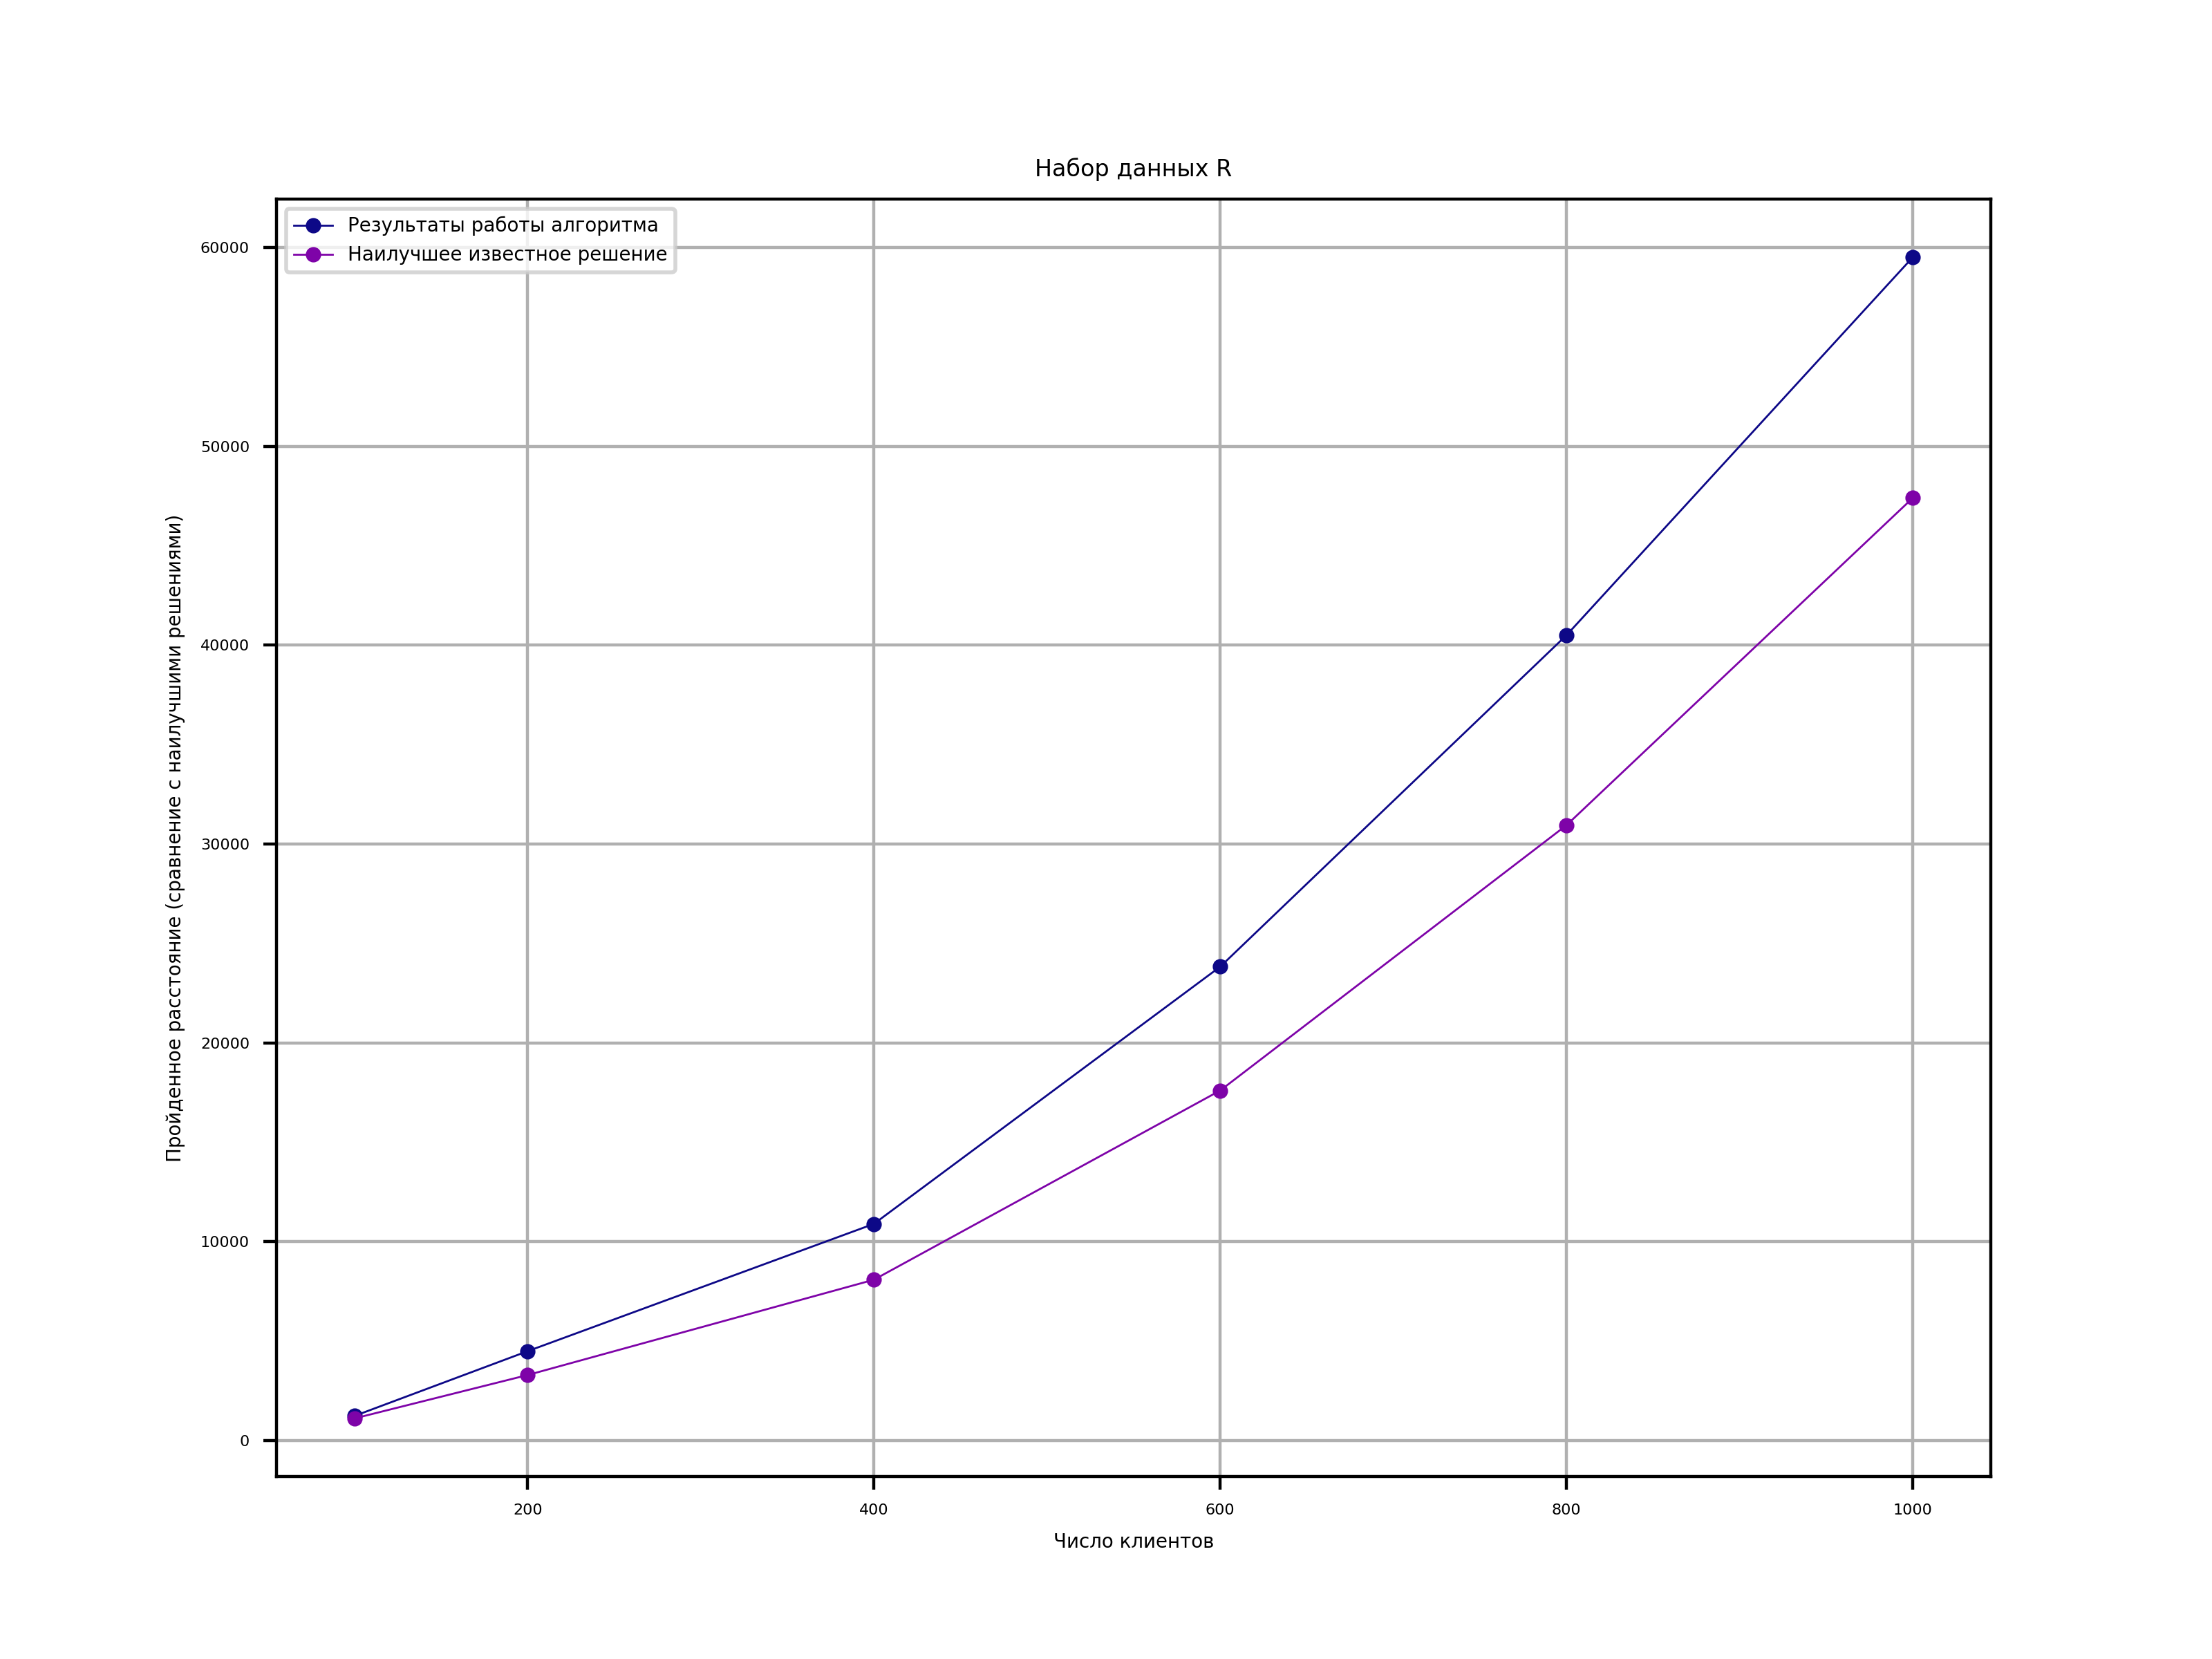 Набор данных R
Результаты работы алгоритма
Наилучшее известное решение
60000
50000
40000
30000
20000
10000
0
Пройденное расстояние (сравнение с наилучшими решениями)
200 400 600 800 1000
Число клиентов